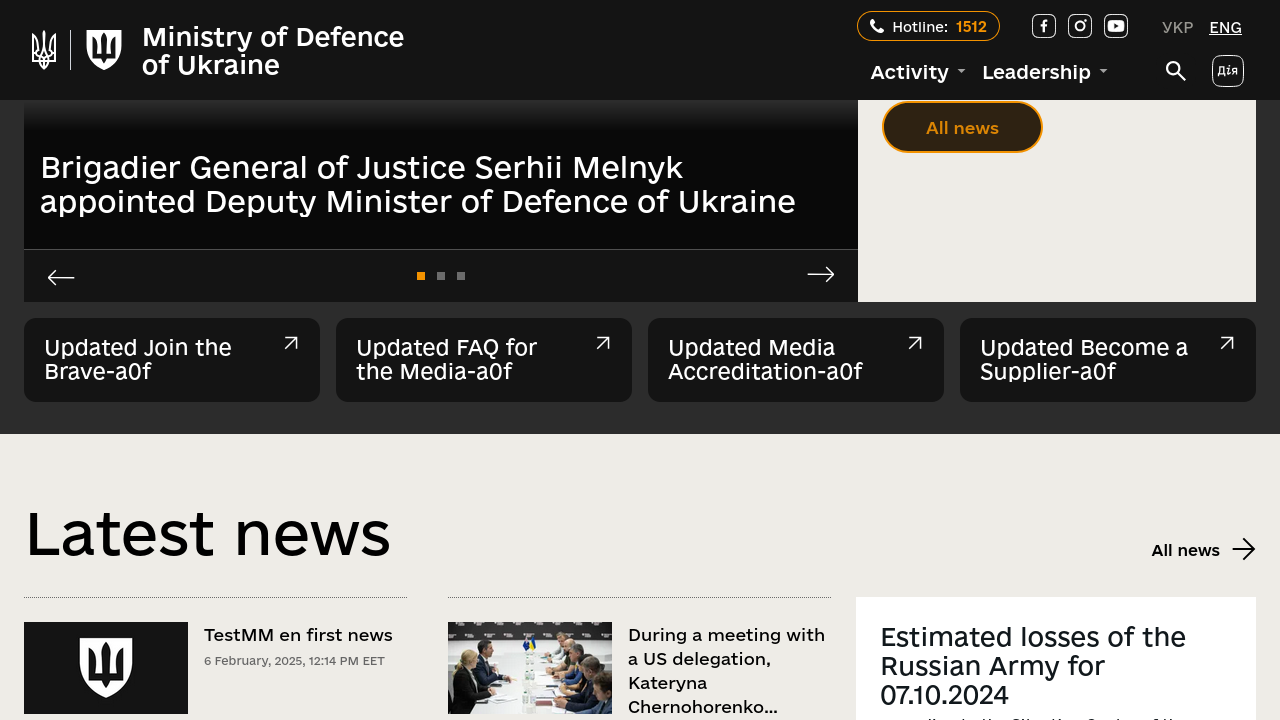 Ministry of Defence
of Ukraine
Hotline: 1512
УКР ENG
Activity Leadership
Дія
All news
Brigadier General of Justice Serhii Melnyk
appointed Deputy Minister of Defence of Ukraine
Updated Join the
Brave-a0f
Updated FAQ for
the Media-a0f
Updated Media
Accreditation-a0f
Updated Become a
Supplier-a0f
Latest news
All news
TestMM en first news
6 February, 2025, 12:14 PM EET
During a meeting with
a US delegation,
Kateryna
Chernohorenko...
Estimated losses of the
Russian Army for
07.10.2024